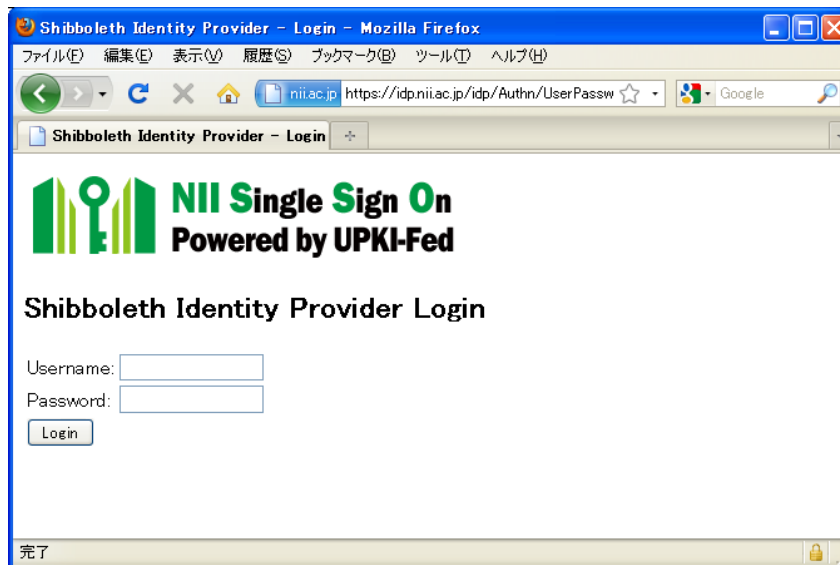 Shibboleth Identity Provider - Login - Mozilla Firefox
ファイル(F) 編集(E) 表示(V) 履歴(S) ブックマーク(B) ツール(T) ヘルプ(H)
nii.ac.jp https://idp.nii.ac.jp/idp/Authn/UserPassw Google
Shibboleth Identity Provider - Login
NII Single Sign On
Powered by UPKI-Fed
Shibboleth Identity Provider Login
Username:
Password:
Login
完了